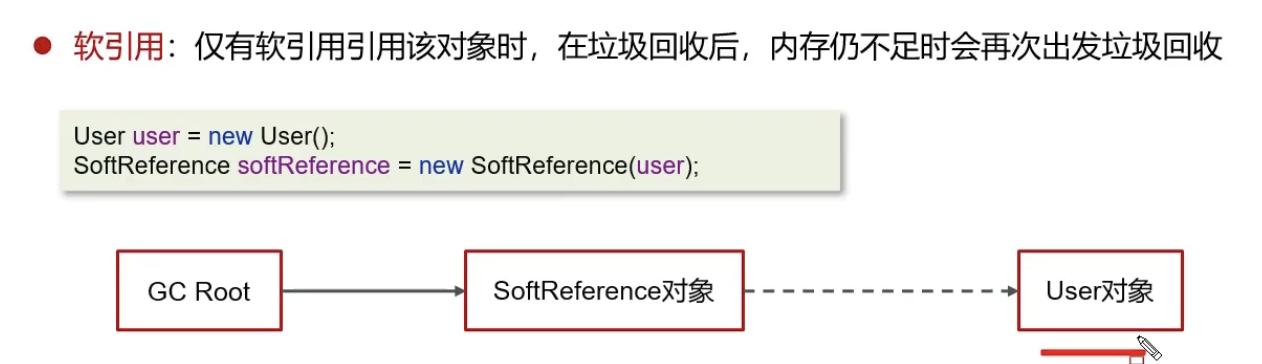 软引用：仅有软引用引用该对象时，在垃圾回收后，内存仍不足时会再次出发垃圾回收
User user = new User();
SoftReference softReference = new SoftReference(user);
GC Root
SoftReference对象
User对象